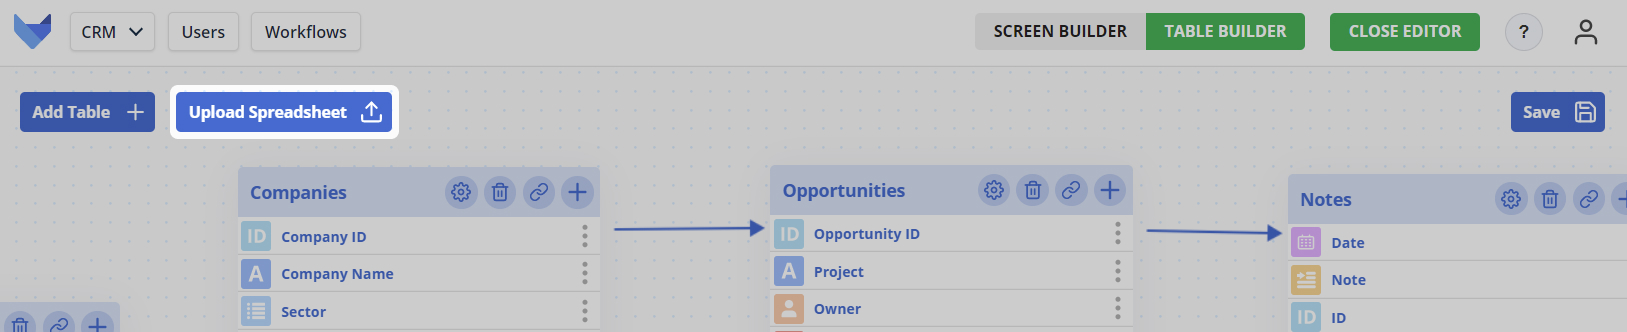 CRM Users Workflows SCREEN BUILDER TABLE BUILDER CLOSE EDITOR ?
Add Table Upload Spreadsheet Save
Companies
ID Company ID
A Company Name
Sector
Opportunities
ID Opportunity ID
A Project
Owner
Notes
Date
Note
ID ID